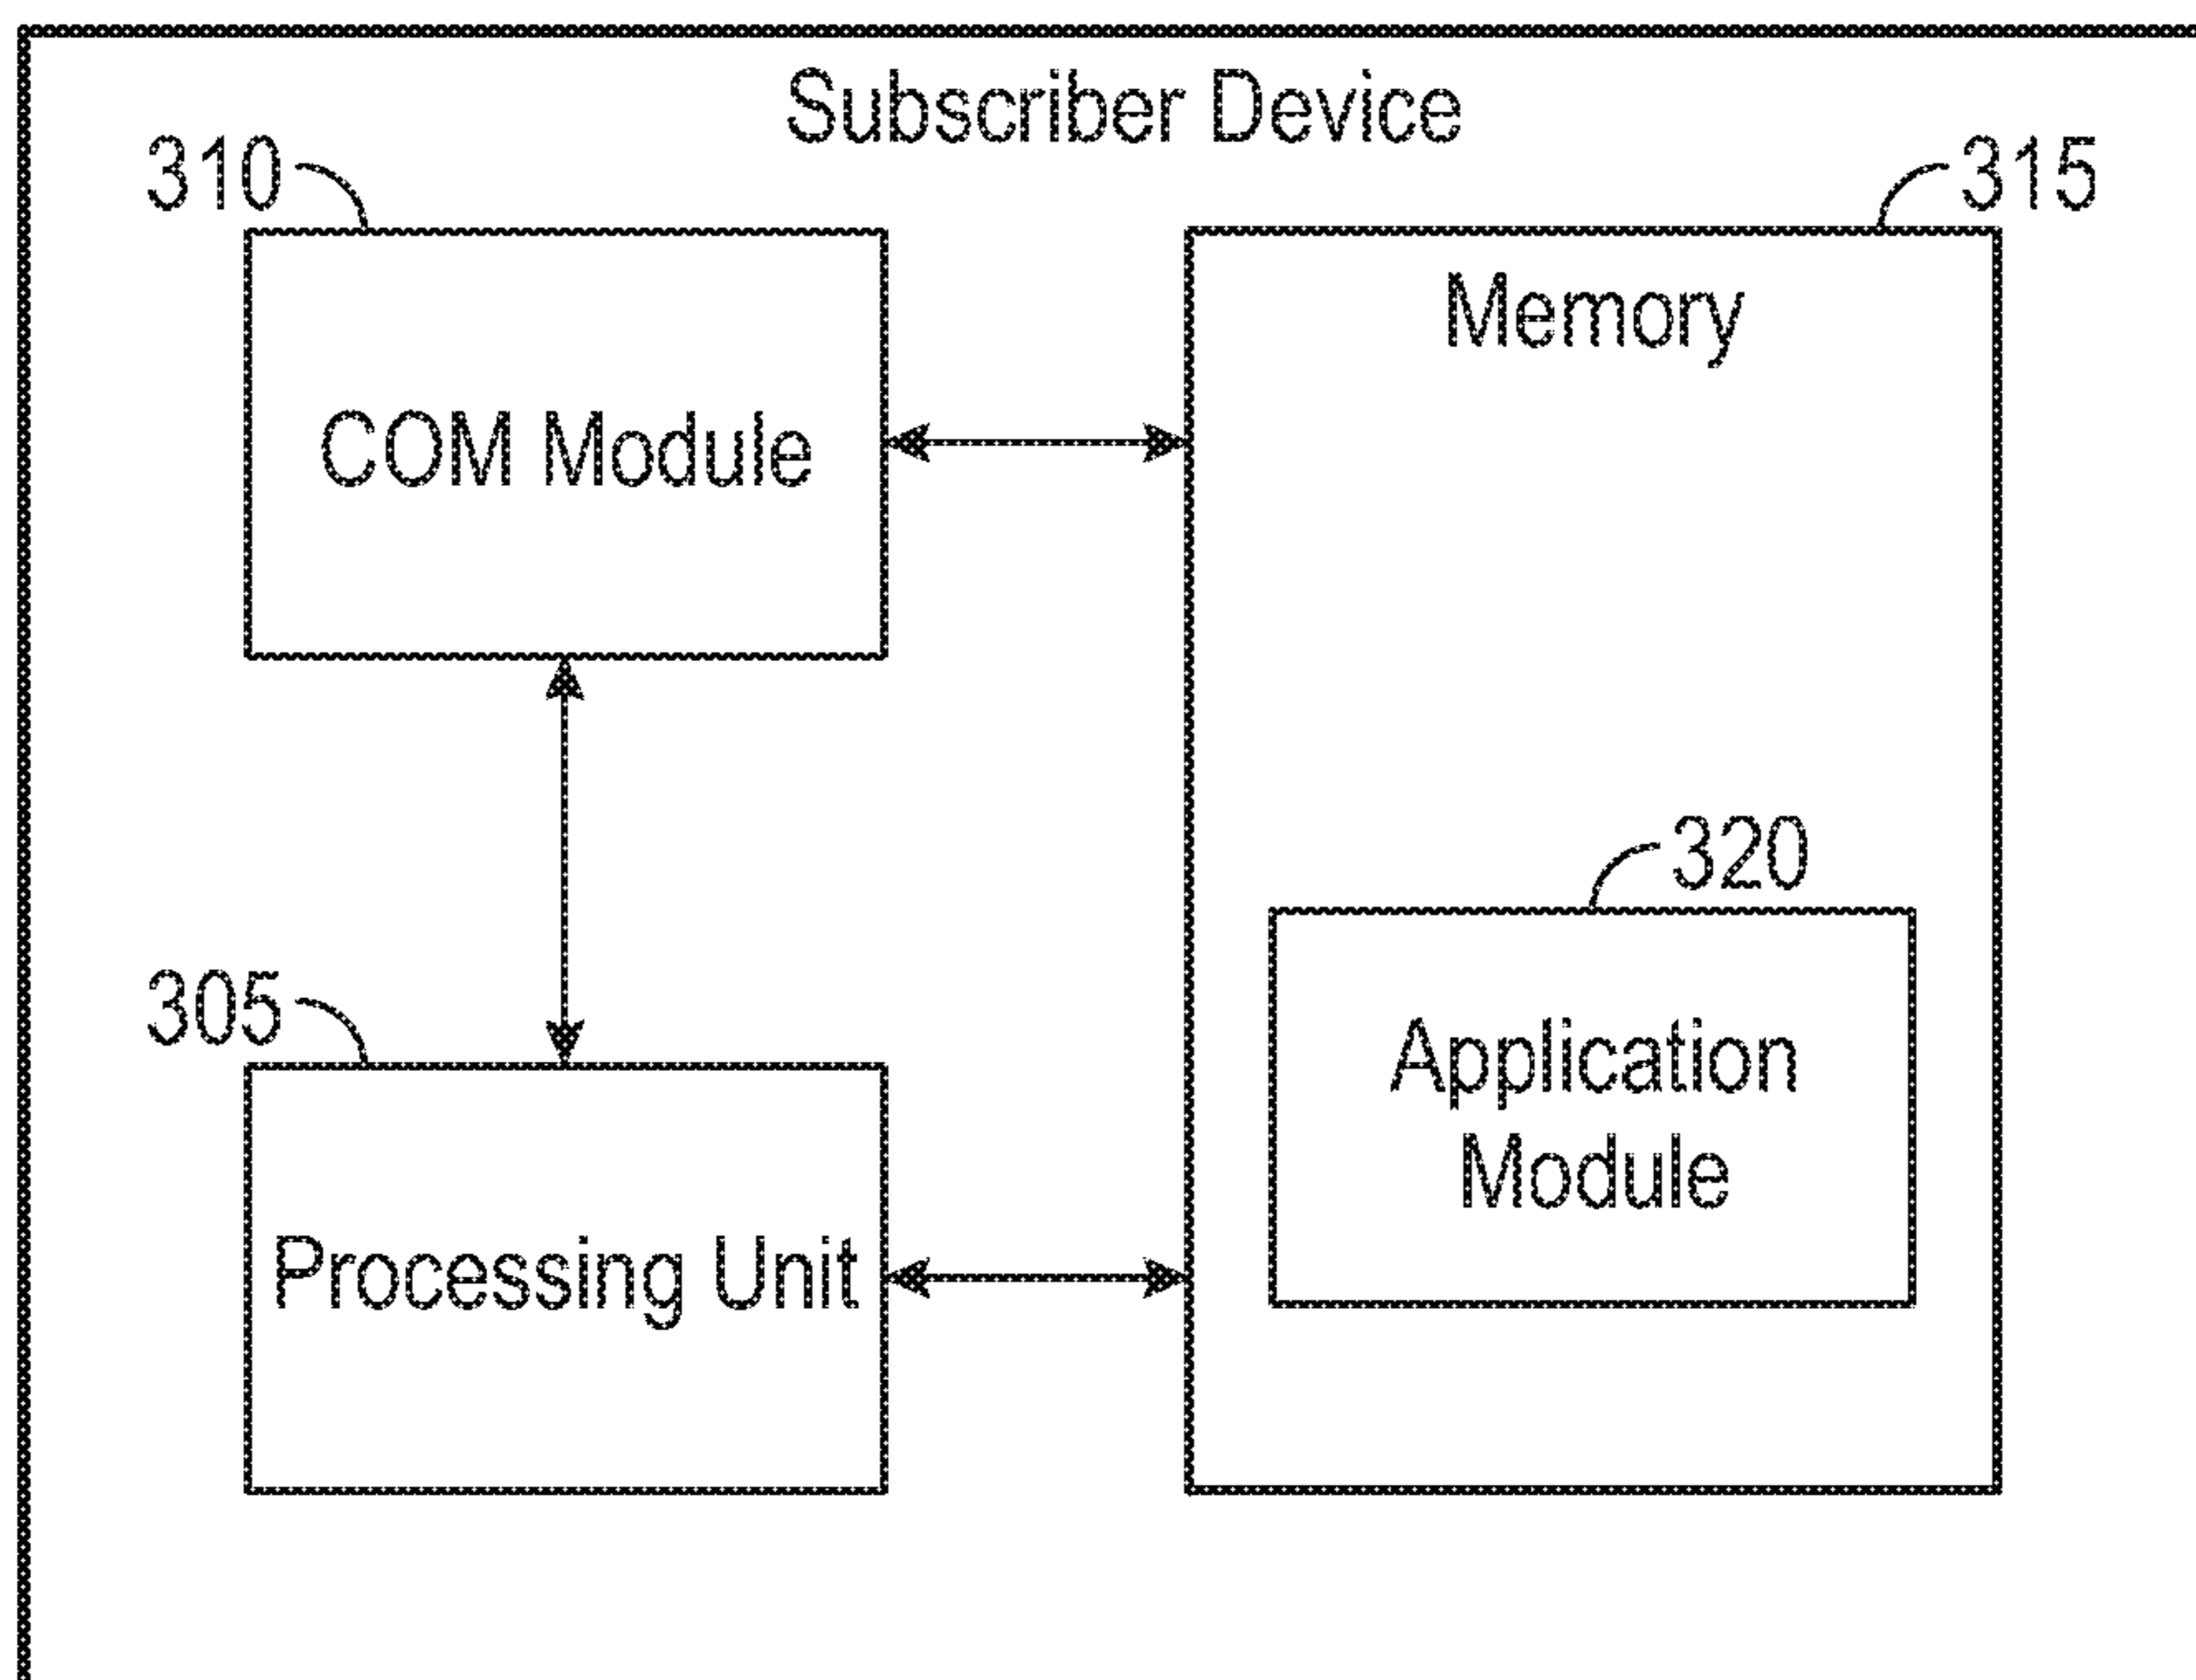 Subscriber Device
310
315
Memory
COM Module
320
305
Application
Module
Processing Unit